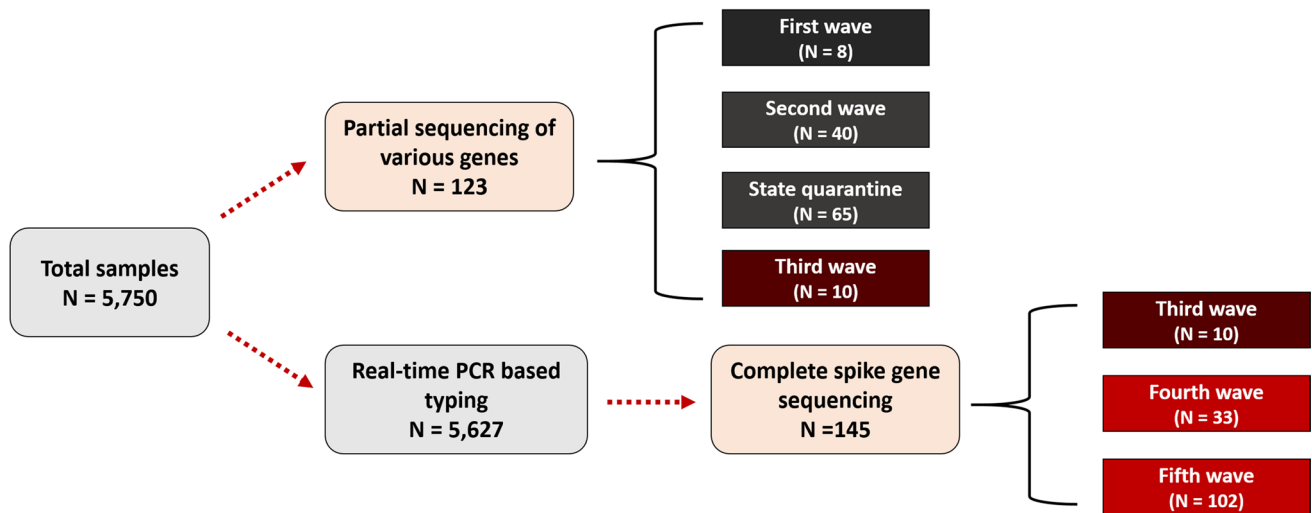 Total samples
N = 5,750
Partial sequencing of
various genes
N = 123
First wave
(N = 8)
Second wave
(N = 40)
State quarantine
(N = 65)
Third wave
(N = 10)
Real-time PCR based
typing
N = 5,627
Complete spike gene
sequencing
N =145
Third wave
(N = 10)
Fourth wave
(N = 33)
Fifth wave
(N = 102)